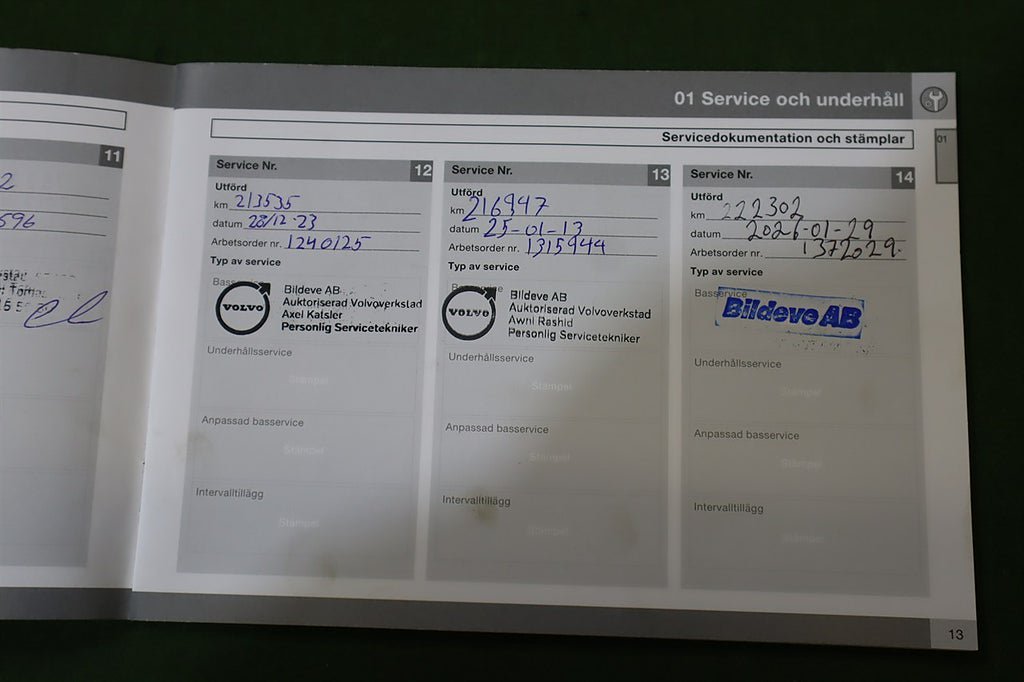 01 Service och underhåll
01
Servicedokumentation och stämplar
11
2
596
Service Nr. 12
Utförd
km 213535
datum 28/12-23
Arbetsorder nr. 1240125
Typ av service
VOLVO
Bildeve AB
Auktoriserad Volvoverkstad
Axel Katsler
Personlig Servicetekniker
Underhållsservice
Stämpel
Anpassad basservice
Stämpel
Intervalltillägg
Stämpel
Service Nr. 13
Utförd
km 216947
datum 25-01-13
Arbetsorder nr. 1315944
Typ av service
VOLVO
Bildeve AB
Auktoriserad Volvoverkstad
Awni Rashid
Personlig Servicetekniker
Underhållsservice
Stämpel
Anpassad basservice
Stämpel
Intervalltillägg
Stämpel
Service Nr. 14
Utförd
km 222302
datum 2026-01-29
Arbetsorder nr. 1372029.
Typ av service
Basservice
Bildeve AB
Underhållsservice
Stämpel
Anpassad basservice
Stämpel
Intervalltillägg
Stämpel
13